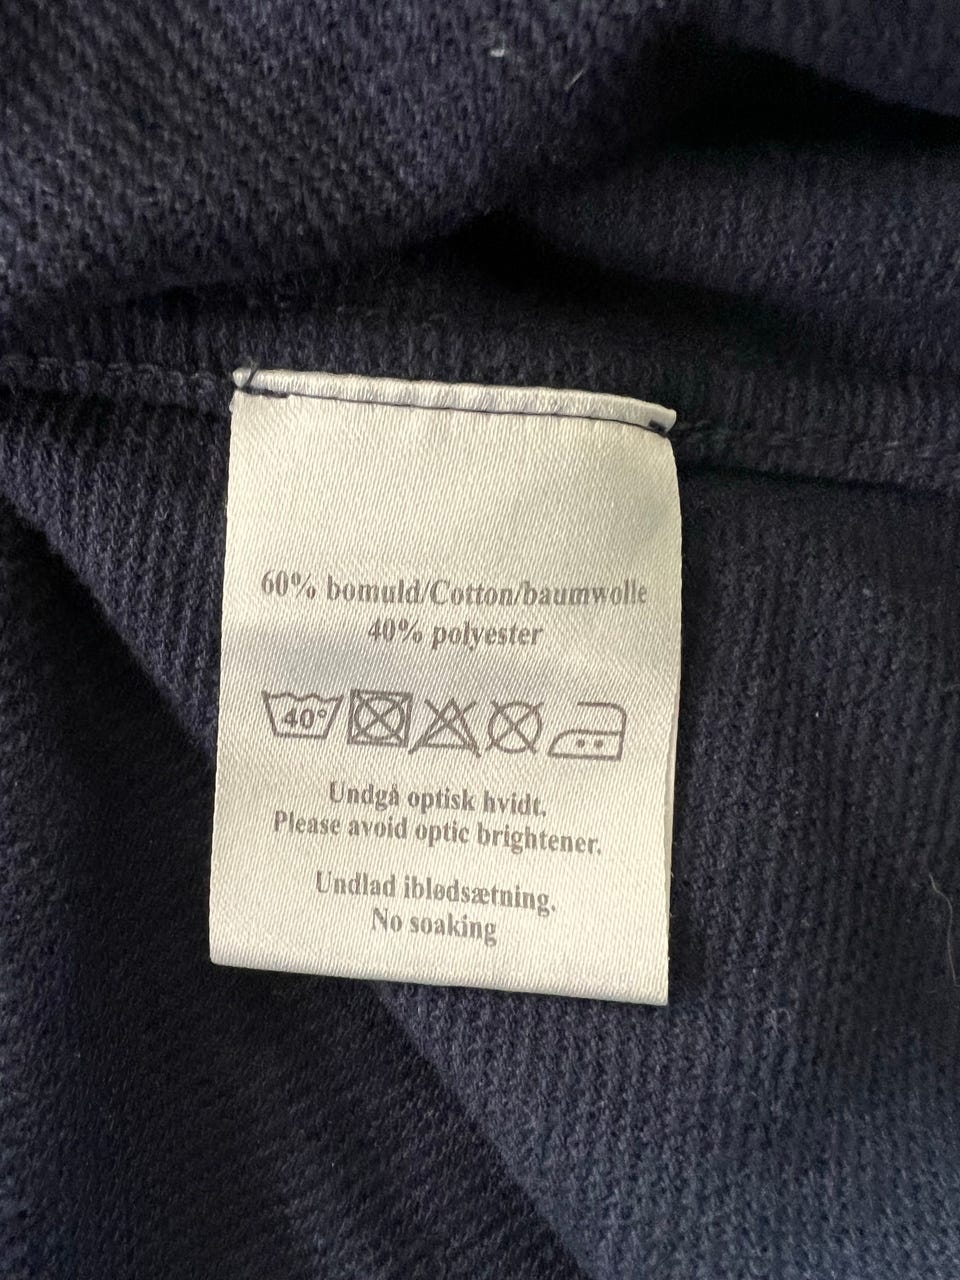 60% bomuld/Cotton/baumwolle
40% polyester
40°
Undgå optisk hvidt.
Please avoid optic brightener.
Undlad iblødsætning.
No soaking